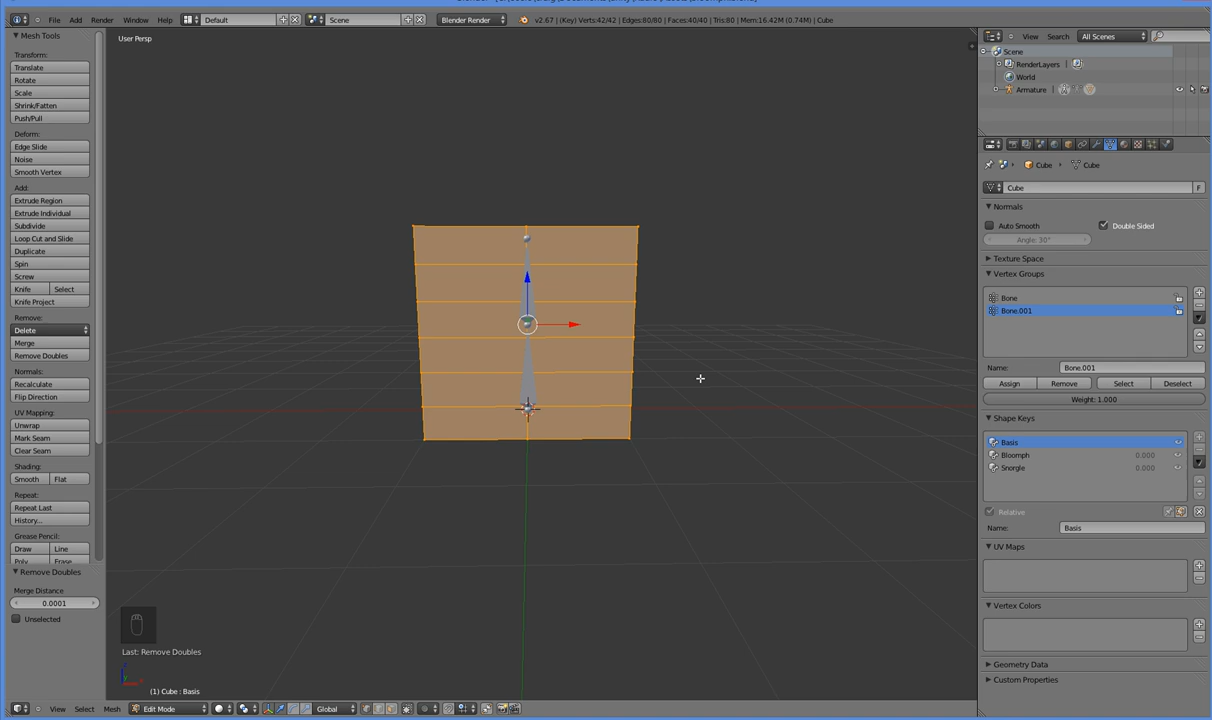 File Add Render Window Help Default Scene Blender Render v2.67 | (Key) Verts:42/42 | Edges:80/80 | Faces:40/40 | Tris:80 | Mem:16.42M (0.74M) | Cube
Mesh Tools
Transform:
Translate
Rotate
Scale
Shrink/Fatten
Push/Pull
Deform:
Edge Slide
Noise
Smooth Vertex
Add:
Extrude Region
Extrude Individual
Subdivide
Loop Cut and Slide
Duplicate
Spin
Screw
Knife Select
Knife Project
Remove:
Delete
Merge
Remove Doubles
Normals:
Recalculate
Flip Direction
UV Mapping:
Unwrap
Mark Seam
Clear Seam
Shading:
Smooth Flat
Repeat:
Repeat Last
History...
Grease Pencil:
Draw Line
Poly Erase
Remove Doubles
Merge Distance
0.0001
Unselected
User Persp
Last: Remove Doubles
(1) Cube : Basis
View Select Mesh Edit Mode Global
View Search All Scenes
Scene
RenderLayers |
World
Armature |
Cube Cube
Cube F
Normals
Auto Smooth Double Sided
Angle: 30°
Texture Space
Vertex Groups
Bone
Bone.001
Name: Bone.001
Assign Remove Select Deselect
Weight: 1.000
Shape Keys
Basis
Bloomph 0.000
Snorgle 0.000
Relative
Name: Basis
UV Maps
Vertex Colors
Geometry Data
Custom Properties